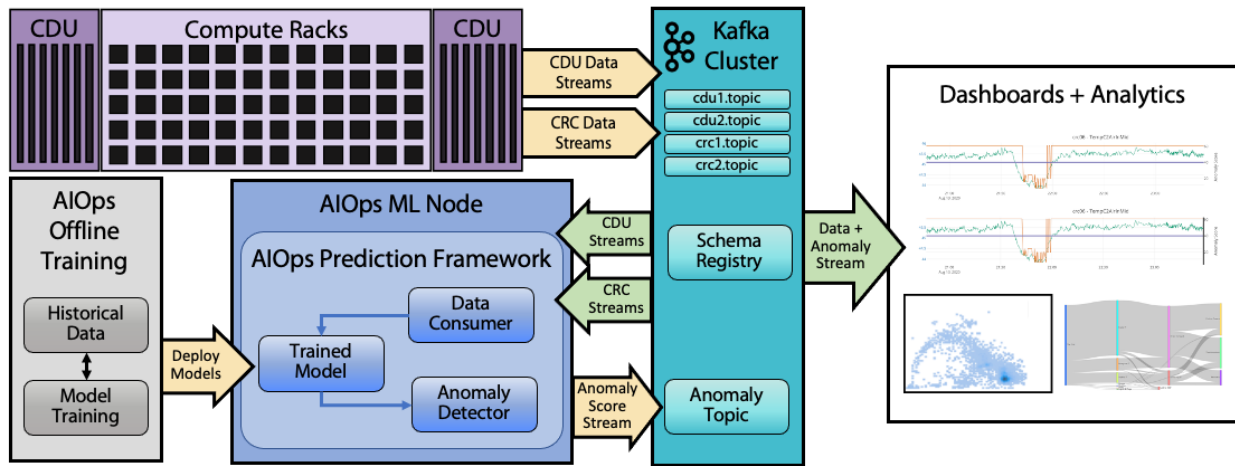 CDU
Compute Racks
CDU
CDU Data
Streams
CRC Data
Streams
Kafka
Cluster
cdu1.topic
cdu2.topic
crc1.topic
crc2.topic
Schema
Registry
Anomaly
Topic
AIOps
Offline
Training
Historical
Data
Model
Training
Deploy
Models
AIOps ML Node
AIOps Prediction Framework
Data
Consumer
Trained
Model
Anomaly
Detector
CDU
Streams
CRC
Streams
Anomaly
Score
Stream
Data +
Anomaly
Stream
Dashboards + Analytics